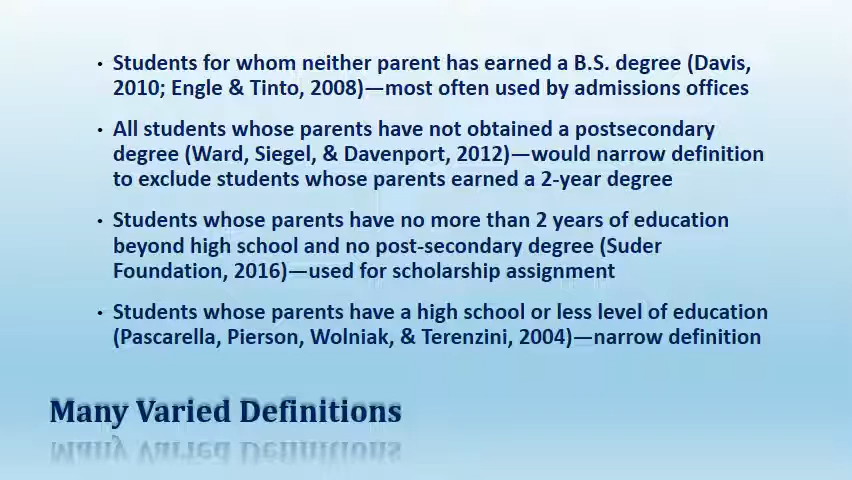 • Students for whom neither parent has earned a B.S. degree (Davis,
2010; Engle & Tinto, 2008)—most often used by admissions offices
• All students whose parents have not obtained a postsecondary
degree (Ward, Siegel, & Davenport, 2012)—would narrow definition
to exclude students whose parents earned a 2-year degree
• Students whose parents have no more than 2 years of education
beyond high school and no post-secondary degree (Suder
Foundation, 2016)—used for scholarship assignment
• Students whose parents have a high school or less level of education
(Pascarella, Pierson, Wolniak, & Terenzini, 2004)—narrow definition
Many Varied Definitions